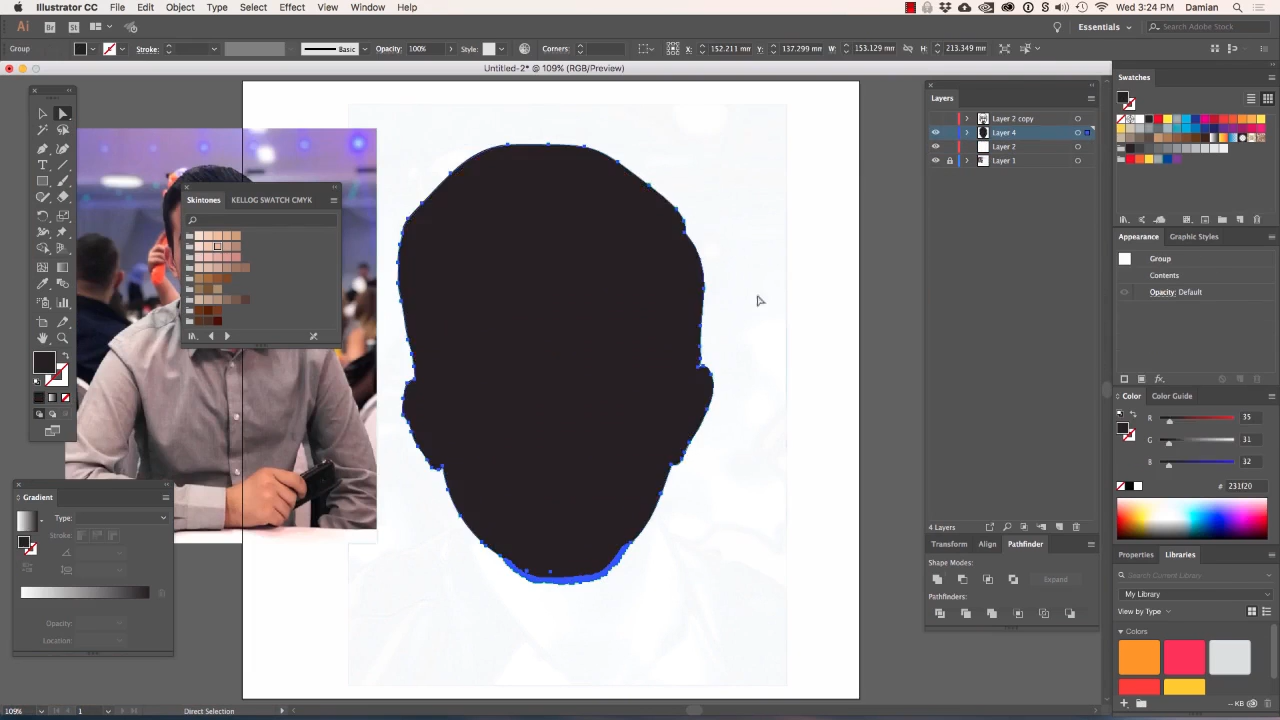 Illustrator CC File Edit Object Type Select Effect View Window Help
Wed 3:24 PM Damian
Ai Br St
Essentials Search Adobe Stock
Group Stroke: Basic Opacity: 100% Style: Corners: X: 152.211 mm Y: 137.299 mm W: 153.129 mm H: 213.349 mm
Untitled-2* @ 109% (RGB/Preview)
Skintones KELLOG SWATCH CMYK
Gradient
Type:
Stroke:
Opacity:
Location:
Layers
Layer 2 copy
Layer 4
Layer 2
Layer 1
4 Layers
Transform Align Pathfinder
Shape Modes:
Expand
Pathfinders:
Swatches
Appearance Graphic Styles
Group
Contents
Opacity: Default
Color Color Guide
R 35
G 31
B 32
# 231f20
Properties Libraries
Search Current Library
My Library
View by Type
Colors
-- KB
109% 1 Direct Selection